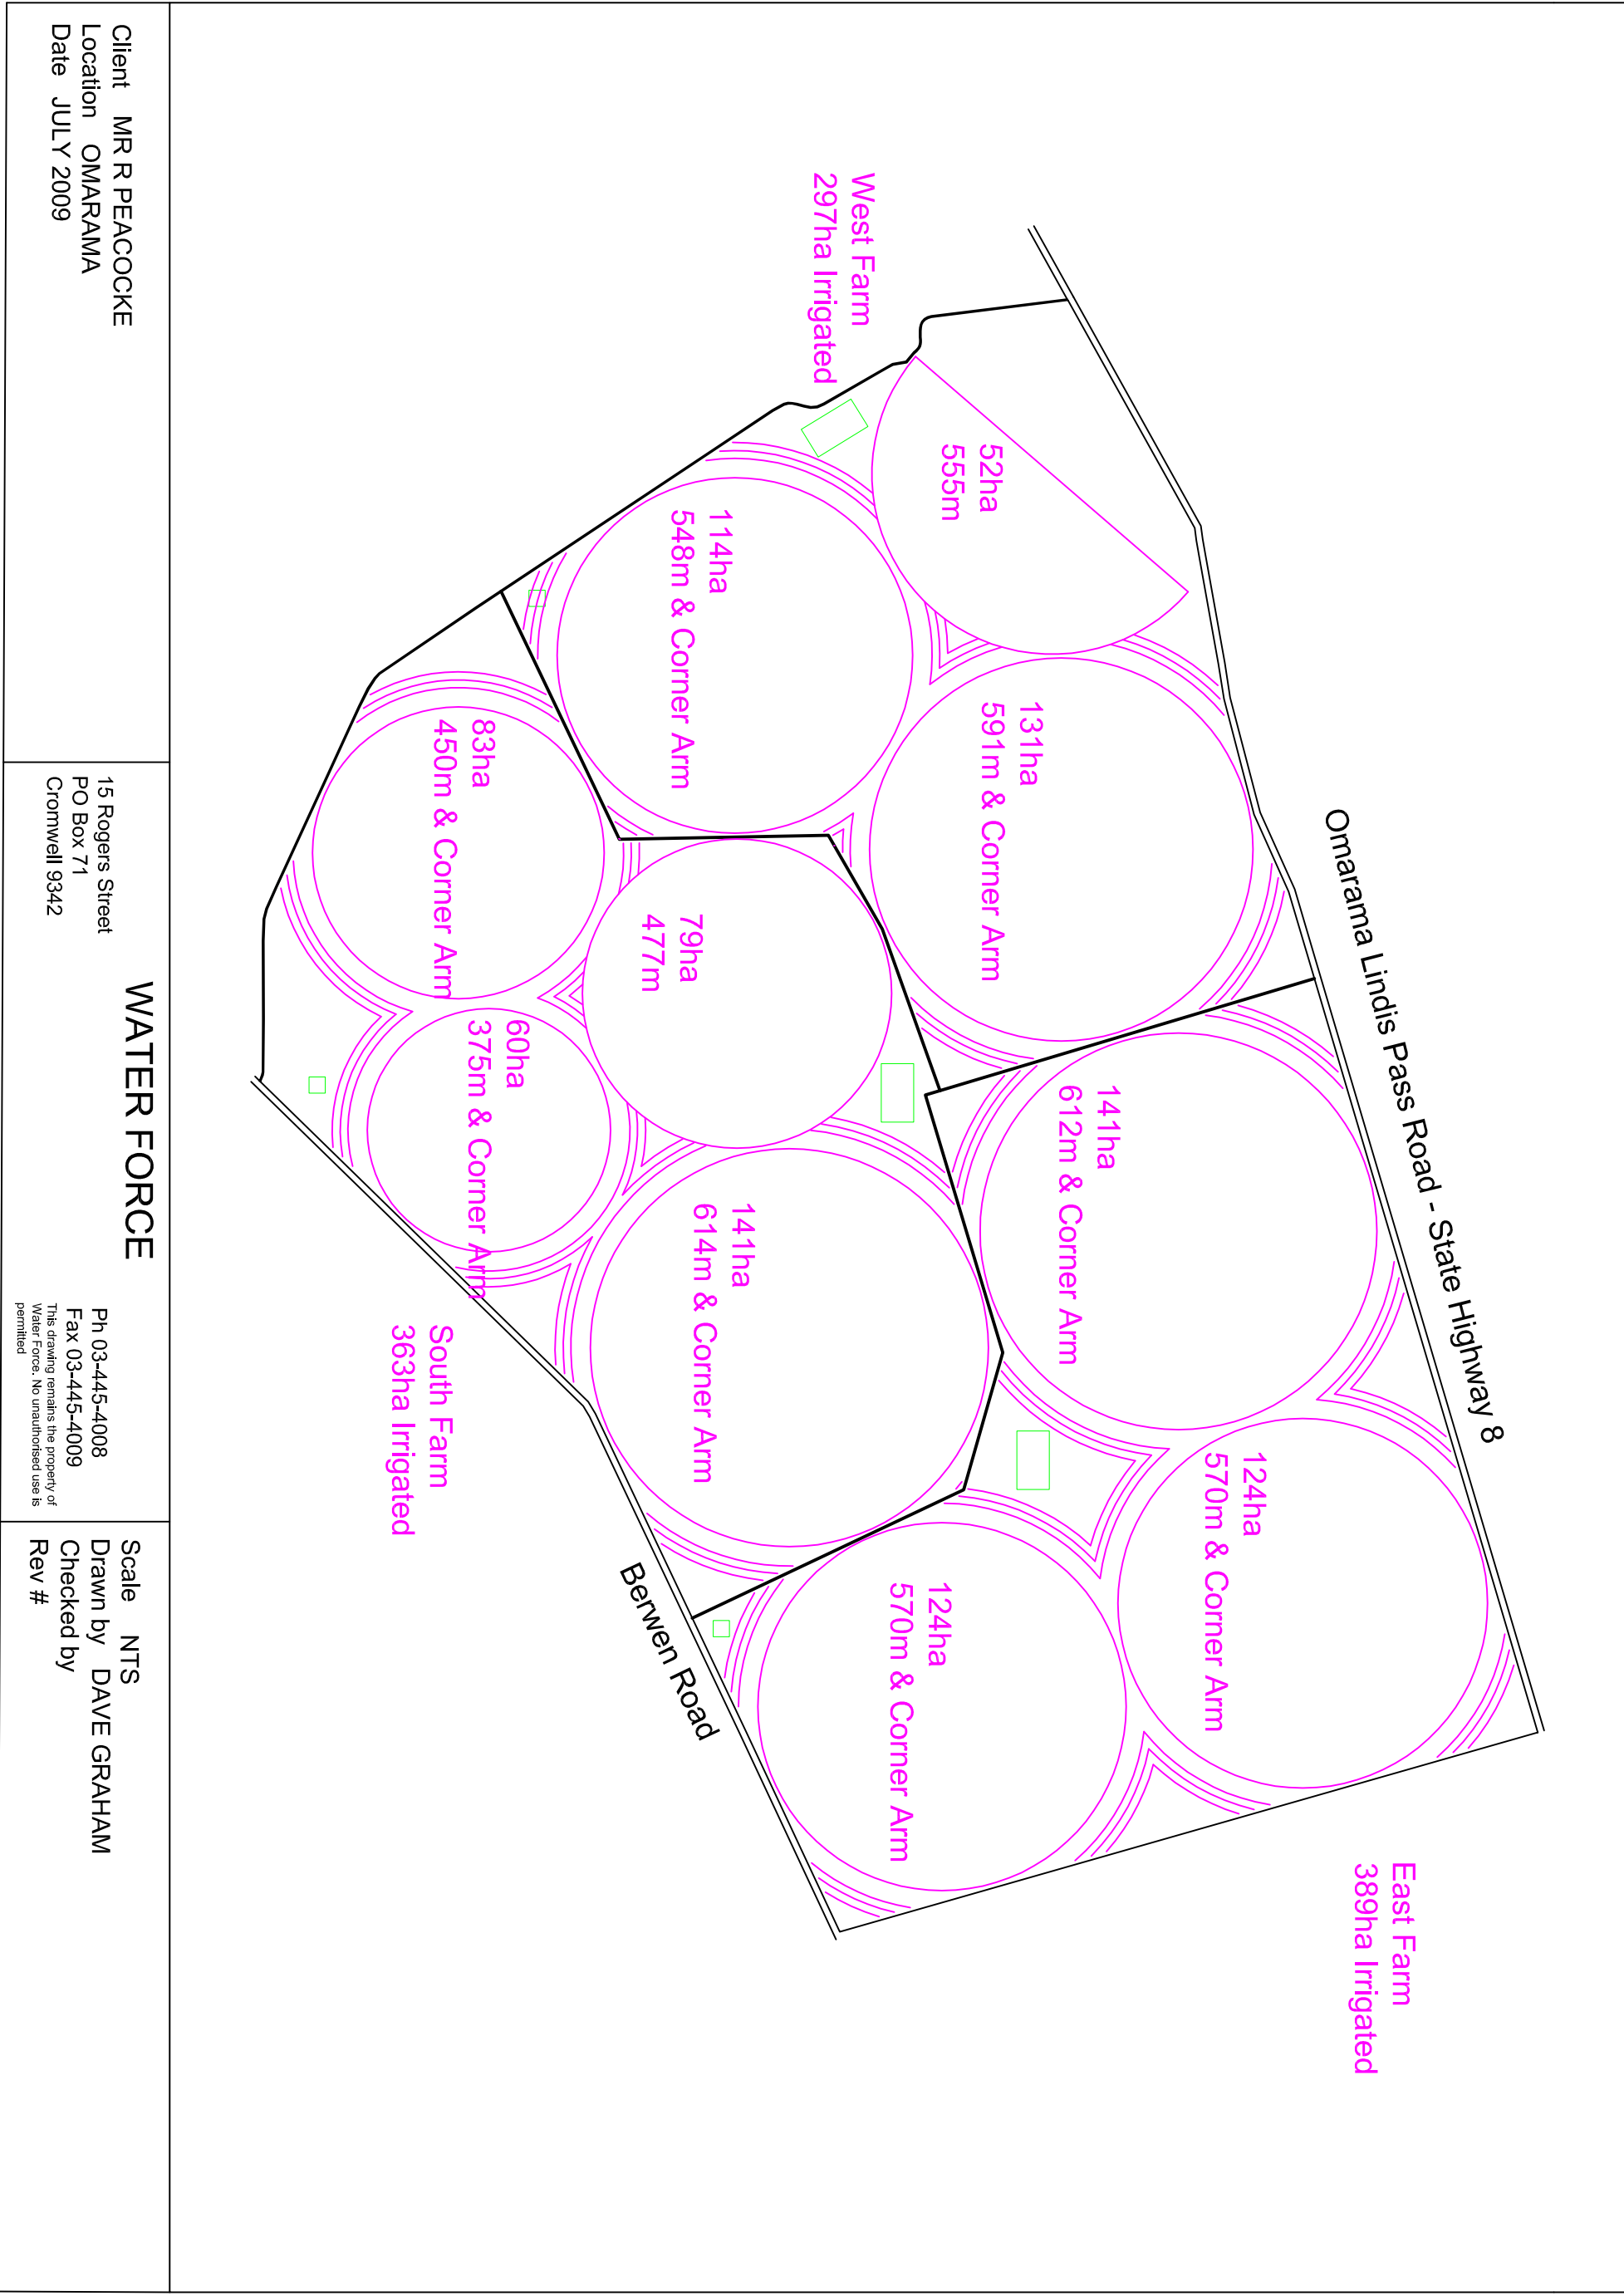 Omarama Lindis Pass Road - State Highway 8
West Farm
297ha Irrigated
52ha
555m
114ha
548m & Corner Arm
131ha
591m & Corner Arm
83ha
450m & Corner Arm
79ha
477m
60ha
375m & Corner Arm
141ha
612m & Corner Arm
141ha
614m & Corner Arm
124ha
570m & Corner Arm
124ha
570m & Corner Arm
South Farm
363ha Irrigated
Berwen Road
East Farm
389ha Irrigated
Client MR R PEACOCKE
Location OMARAMA
Date JULY 2009
WATER FORCE
15 Rogers Street
PO Box 71
Cromwell 9342
Ph 03-445-4008
Fax 03-445-4009
This drawing remains the property of
Water Force. No unauthorised use is
permitted
Scale NTS
Drawn by DAVE GRAHAM
Checked by
Rev #